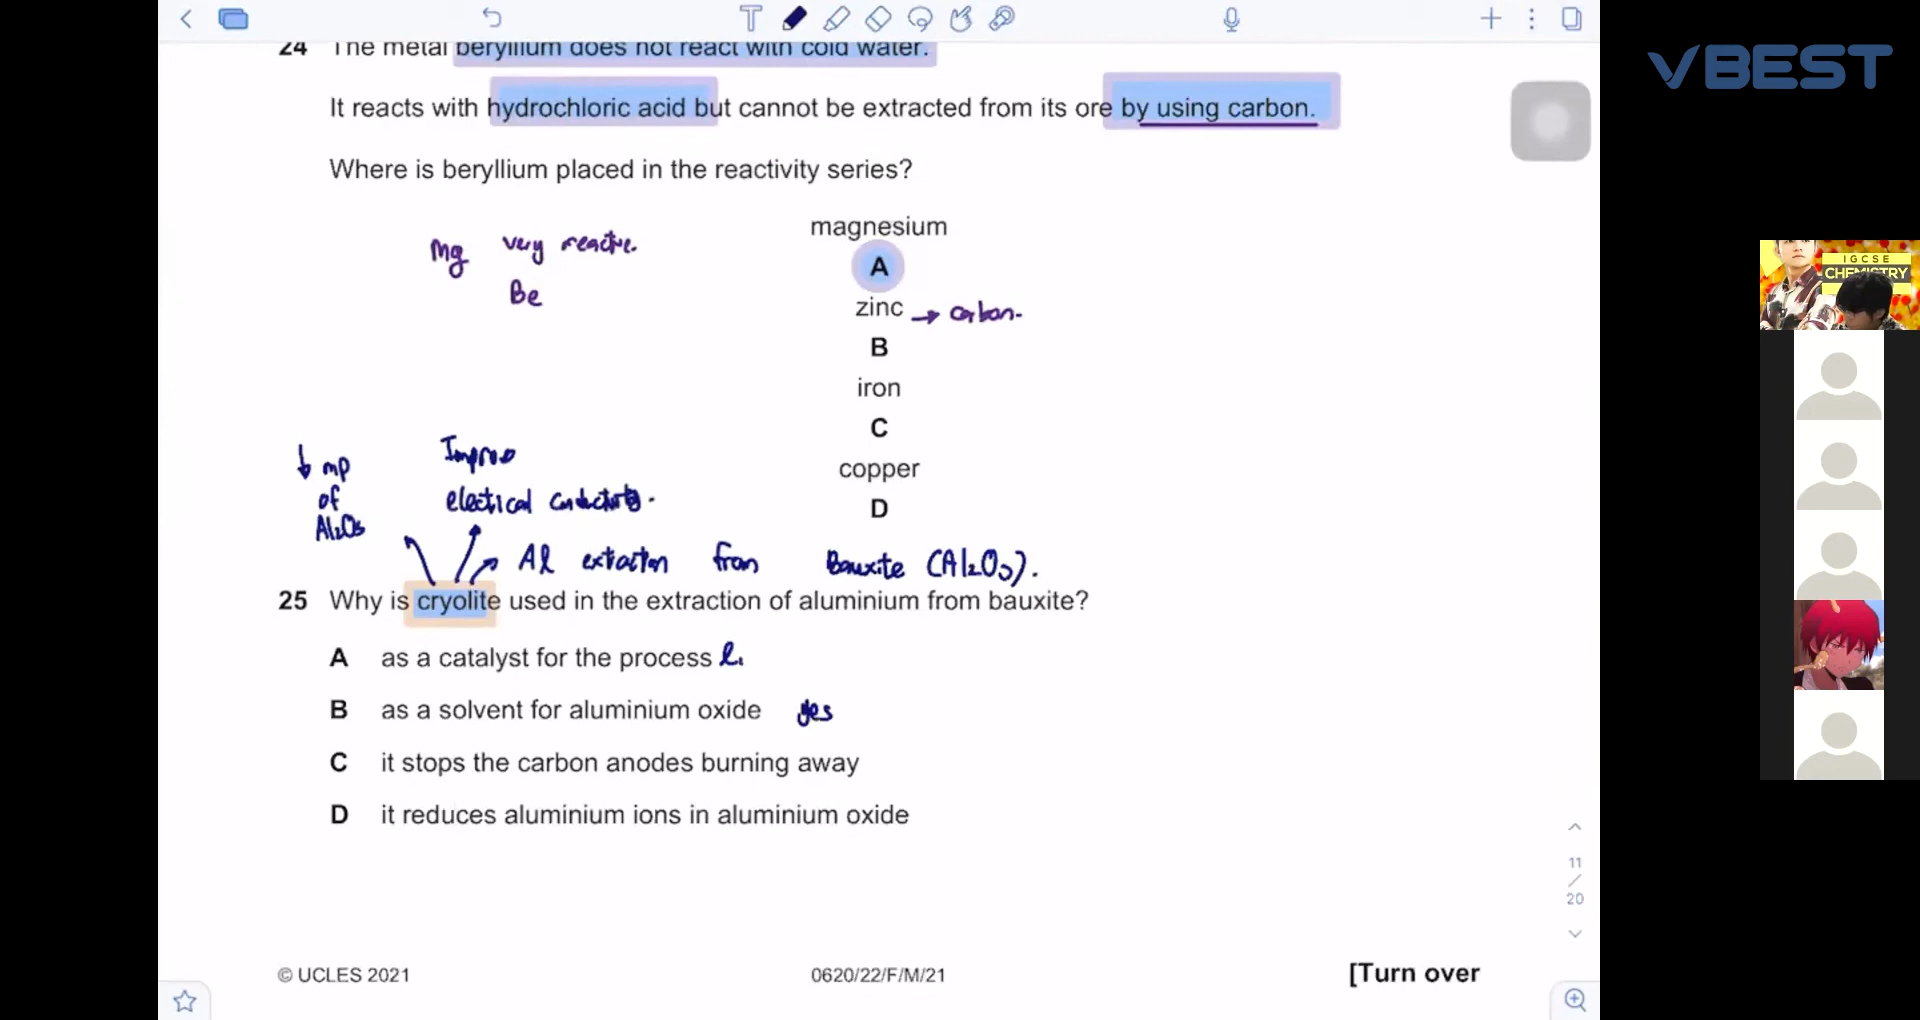 VBEST
24 The metal beryllium does not react with cold water.
It reacts with hydrochloric acid but cannot be extracted from its ore by using carbon.
Where is beryllium placed in the reactivity series?
magnesium
Mg very reactive.
A
Be
zinc → carbon.
B
iron
C
copper
D
↓ mp
of
Al2O3
Improve
electrical conductivity.
Al extraction from Bauxite (Al2O3).
25 Why is cryolite used in the extraction of aluminium from bauxite?
A as a catalyst for the process
B as a solvent for aluminium oxide yes
C it stops the carbon anodes burning away
D it reduces aluminium ions in aluminium oxide
11
/
20
© UCLES 2021
0620/22/F/M/21
[Turn over
IGCSE
CHEMISTRY